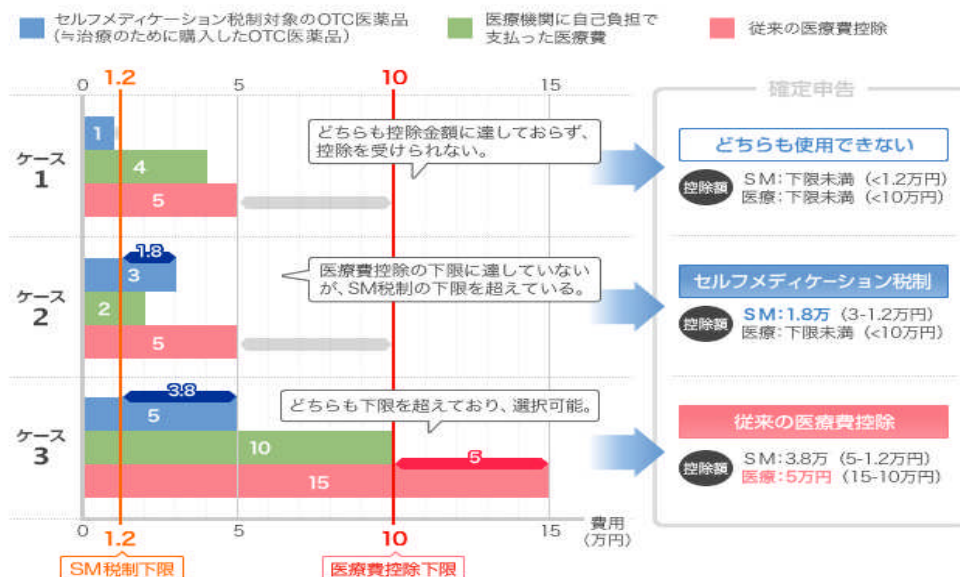 セルフメディケーション税制対象のOTC医薬品
(≒治療のために購入したOTC医薬品)
医療機関に自己負担で
支払った医療費
従来の医療費控除
0
1.2
5
10
15
確定申告
ケース
1
1
4
5
どちらも控除金額に達しておらず、
控除を受けられない。
どちらも使用できない
控除額
SM:下限未満 (<1.2万円)
医療:下限未満 (<10万円)
ケース
2
1.8
3
2
5
医療費控除の下限に達していない
が、SM税制の下限を超えている。
セルフメディケーション税制
控除額
SM:1.8万 (3-1.2万円)
医療:下限未満 (<10万円)
ケース
3
3.8
5
10
5
15
どちらも下限を超えており、選択可能。
従来の医療費控除
控除額
SM:3.8万 (5-1.2万円)
医療:5万円 (15-10万円)
0
1.2
5
10
15
費用
(万円)
SM税制下限
医療費控除下限